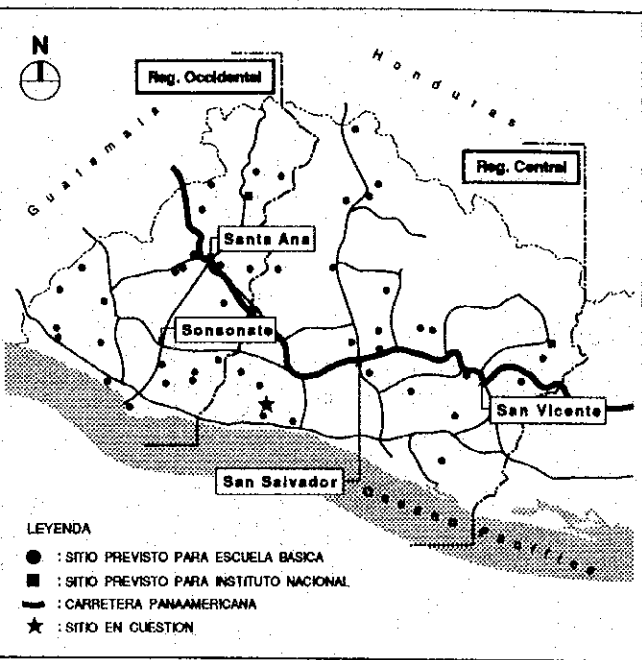 N
Reg. Occidental
Honduras
Guatemala
Reg. Central
Santa Ana
Sonsonate
San Vicente
San Salvador
Oceano Pacifico
LEYENDA
: SITIO PREVISTO PARA ESCUELA BASICA
: SITIO PREVISTO PARA INSTITUTO NACIONAL
: CARRETERA PANAAMERICANA
: SITIO EN CUESTION